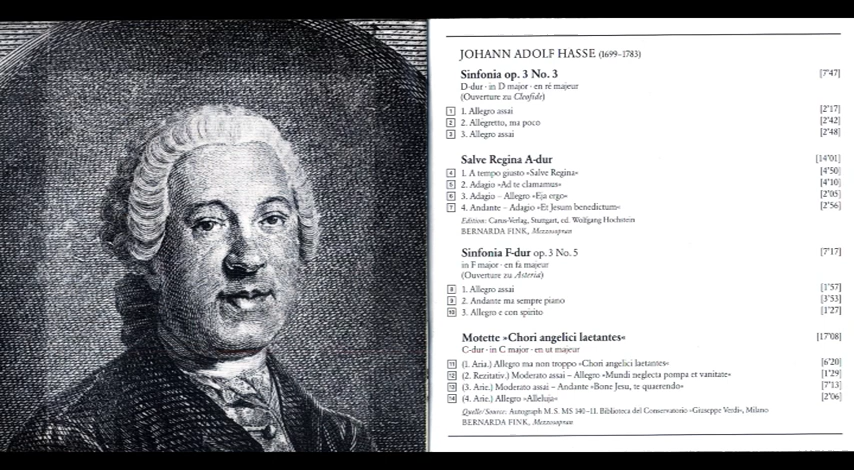 JOHANN ADOLF HASSE (1699–1783)
Sinfonia op. 3 No. 3 [7'47]
D-dur · in D major · en ré majeur
(Ouverture zu Cleofide)
1 1. Allegro assai [2'17]
2 2. Allegretto, ma poco [2'42]
3 3. Allegro assai [2'48]
Salve Regina A-dur [14'01]
4 1. A tempo giusto »Salve Regina« [4'50]
5 2. Adagio »Ad te clamamus« [4'10]
6 3. Adagio – Allegro »Eja ergo« [2'05]
7 4. Andante – Adagio »Et Jesum benedictum« [2'56]
Edition: Carus-Verlag, Stuttgart, ed. Wolfgang Hochstein
BERNARDA FINK, Mezzosopran
Sinfonia F-dur op. 3 No. 5 [7'17]
in F major · en fa majeur
(Ouverture zu Asteria)
8 1. Allegro assai [1'57]
9 2. Andante ma sempre piano [3'53]
10 3. Allegro e con spirito [1'27]
Motette »Chori angelici laetantes« [17'08]
C-dur · in C major · en ut majeur
11 (1. Aria.) Allegro ma non troppo »Chori angelici laetantes« [6'20]
12 (2. Rezitativ.) Moderato assai – Allegro »Mundi neglecta pompa et vanitate« [1'29]
13 (3. Arie.) Moderato assai – Andante »Bone Jesu, te quaerendo« [7'13]
14 (4. Arie.) Allegro »Alleluja« [2'06]
Quelle/Source: Autograph M.S. MS 140–11. Biblioteca del Conservatorio »Giuseppe Verdi«, Milano
BERNARDA FINK, Mezzosopran